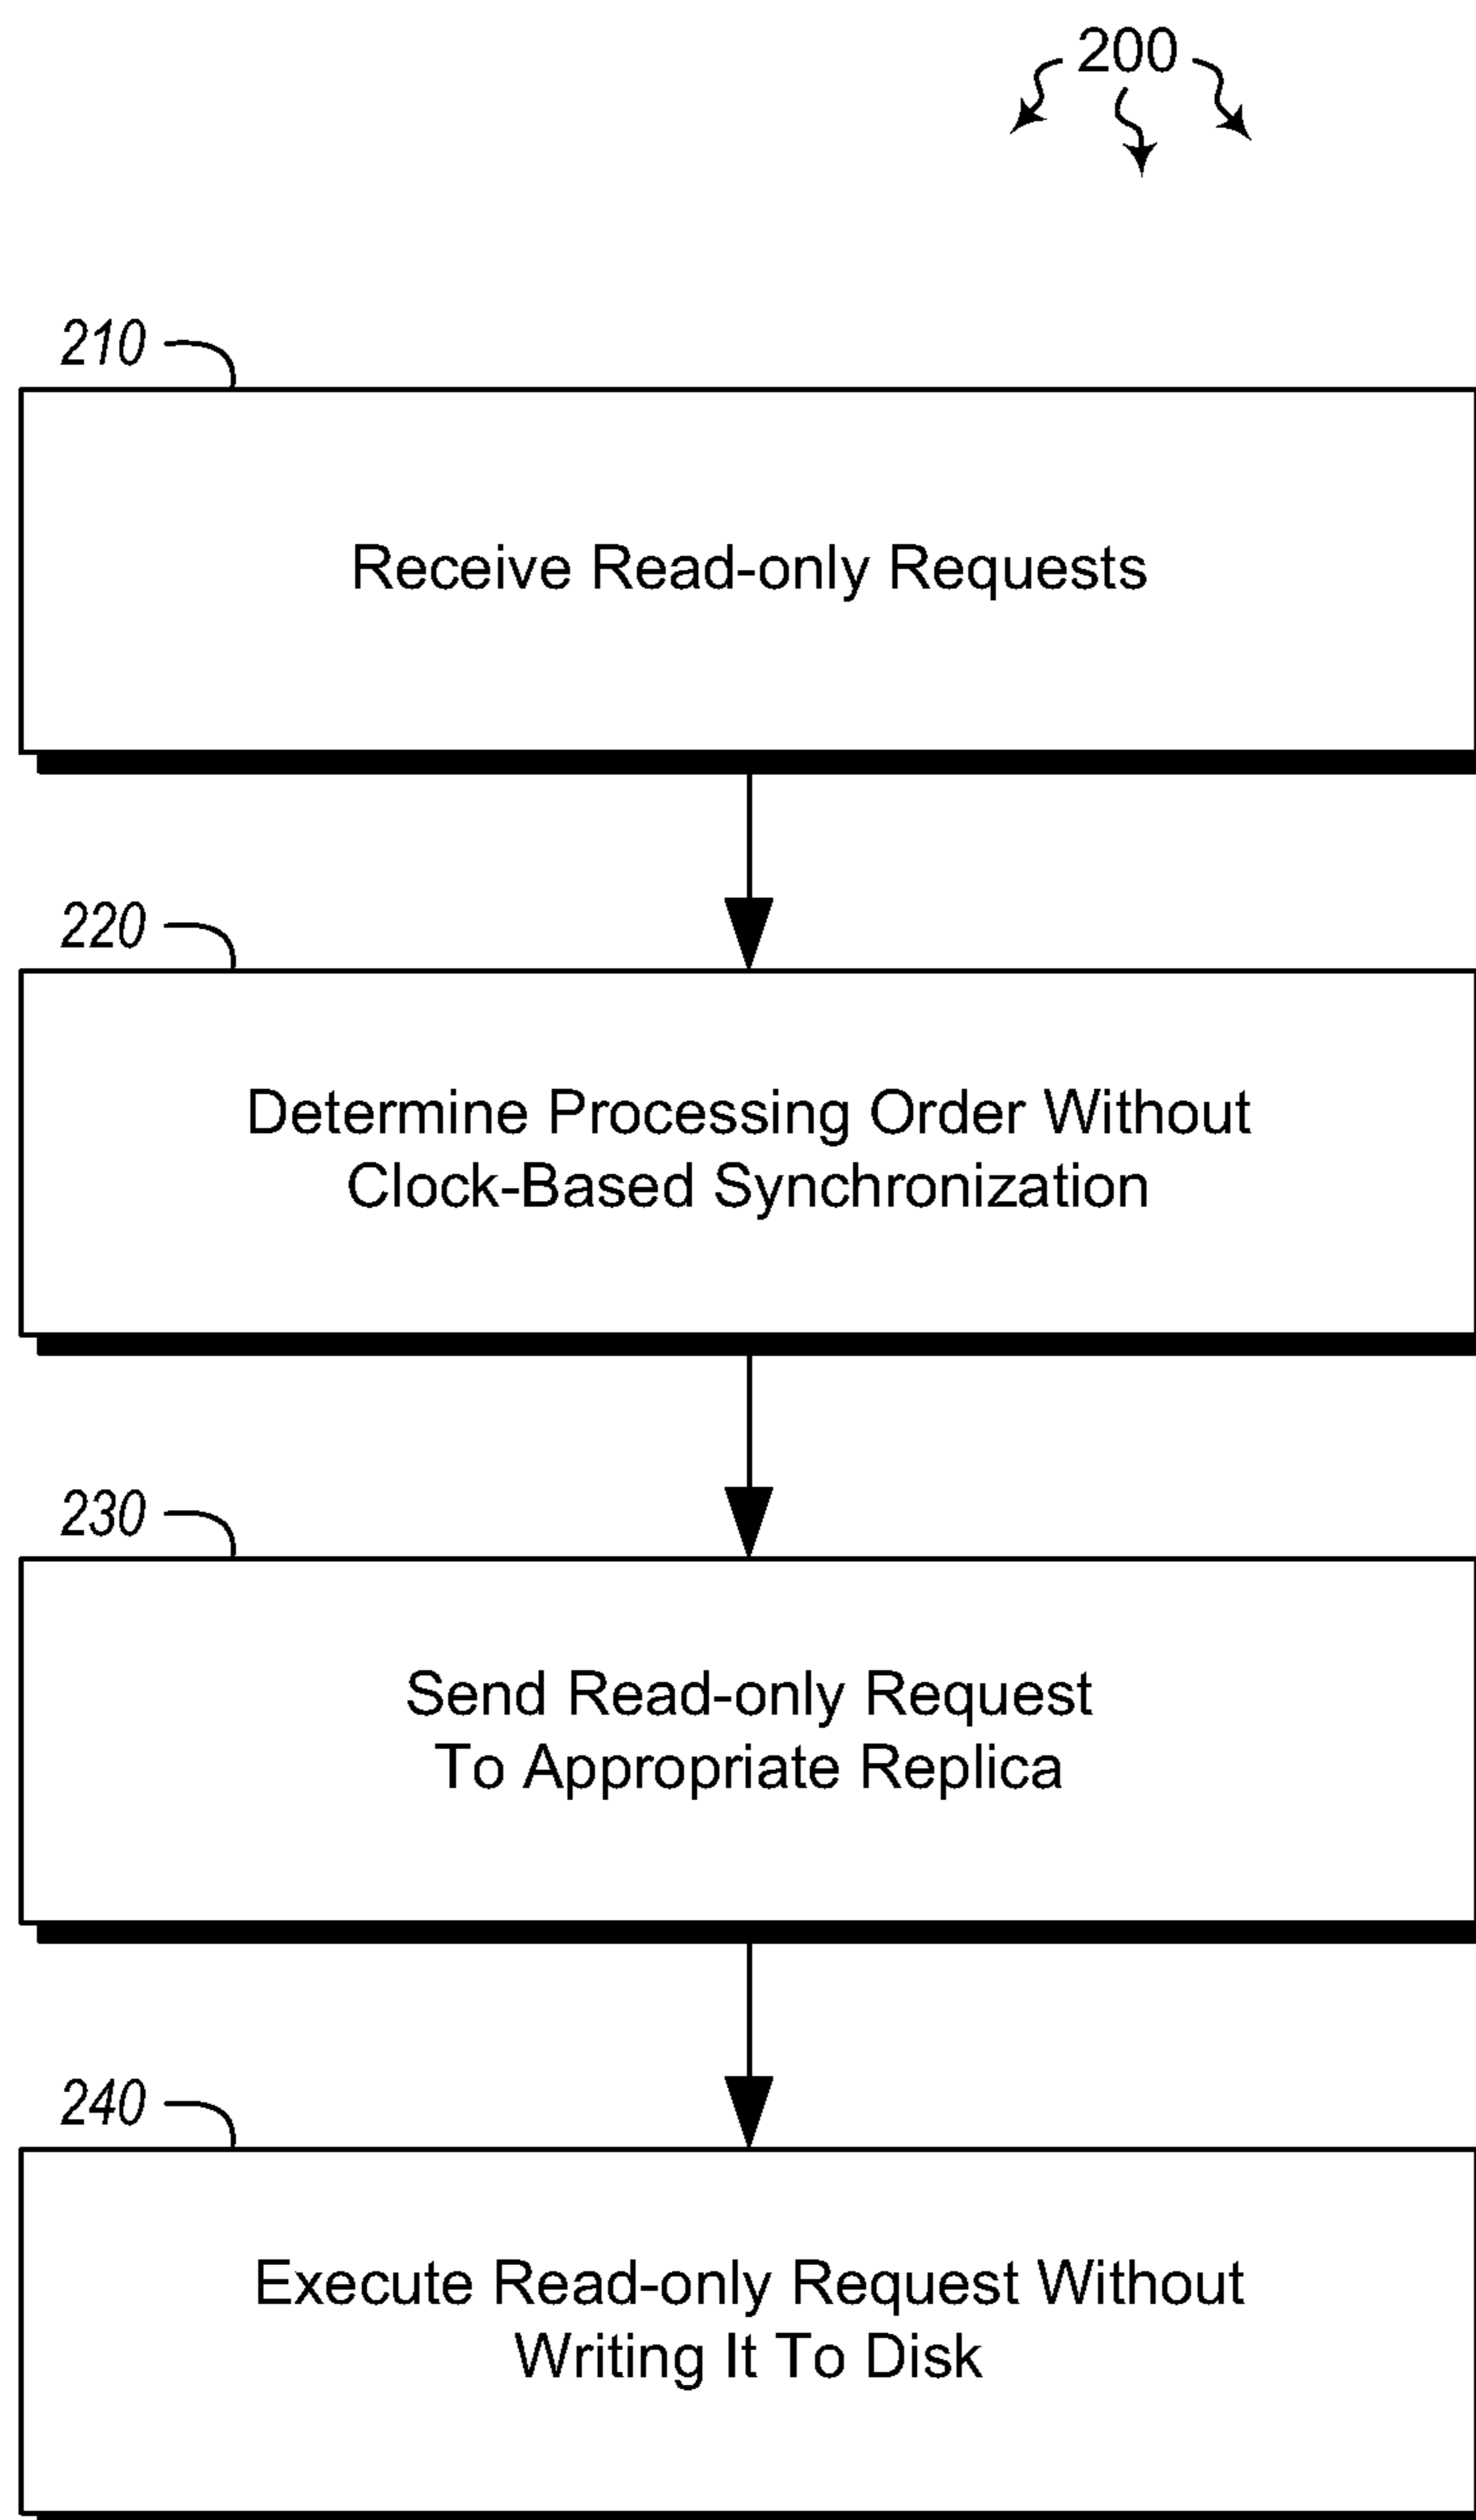 200
210
Receive Read-only Requests
220
Determine Processing Order Without
Clock-Based Synchronization
230
Send Read-only Request
To Appropriate Replica
240
Execute Read-only Request Without
Writing It To Disk